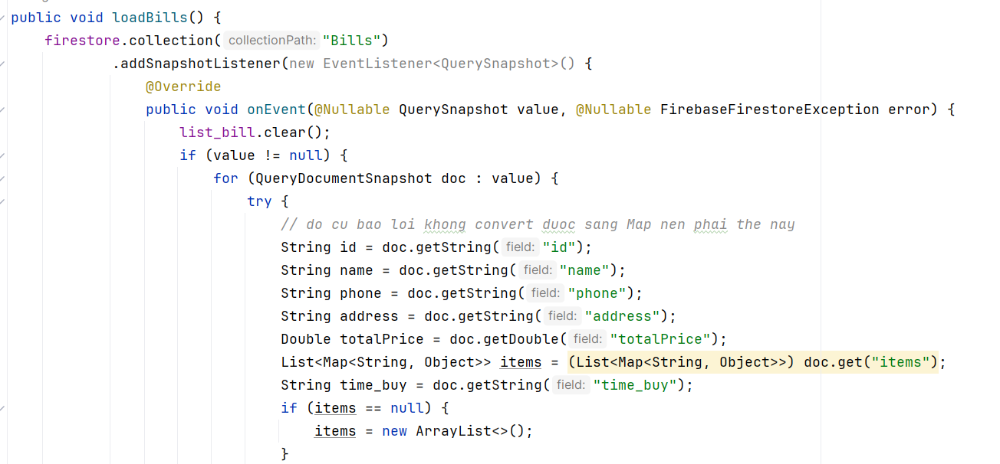 public void loadBills() {
firestore.collection( collectionPath: "Bills")
.addSnapshotListener(new EventListener<QuerySnapshot>() {
@Override
public void onEvent(@Nullable QuerySnapshot value, @Nullable FirebaseFirestoreException error) {
list_bill.clear();
if (value != null) {
for (QueryDocumentSnapshot doc : value) {
try {
// do cu bao loi khong convert duoc sang Map nen phai the nay
String id = doc.getString( field: "id");
String name = doc.getString( field: "name");
String phone = doc.getString( field: "phone");
String address = doc.getString( field: "address");
Double totalPrice = doc.getDouble( field: "totalPrice");
List<Map<String, Object>> items = (List<Map<String, Object>>) doc.get("items");
String time_buy = doc.getString( field: "time_buy");
if (items == null) {
items = new ArrayList<>();
}